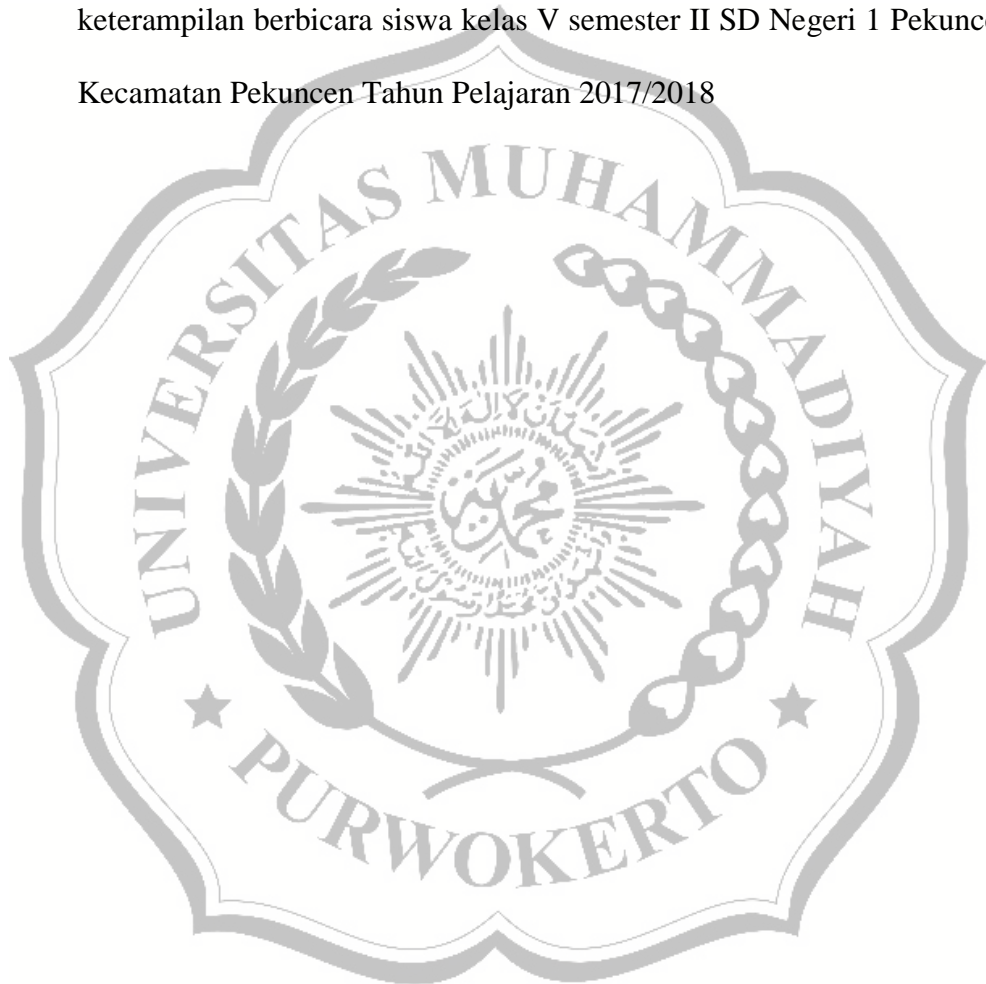 keterampilan berbicara siswa kelas V semester II SD Negeri 1 Pekunc
Kecamatan Pekuncen Tahun Pelajaran 2017/2018
UNIVERSITAS MUHAMMADIYAH
محمد
PURWOKERTO